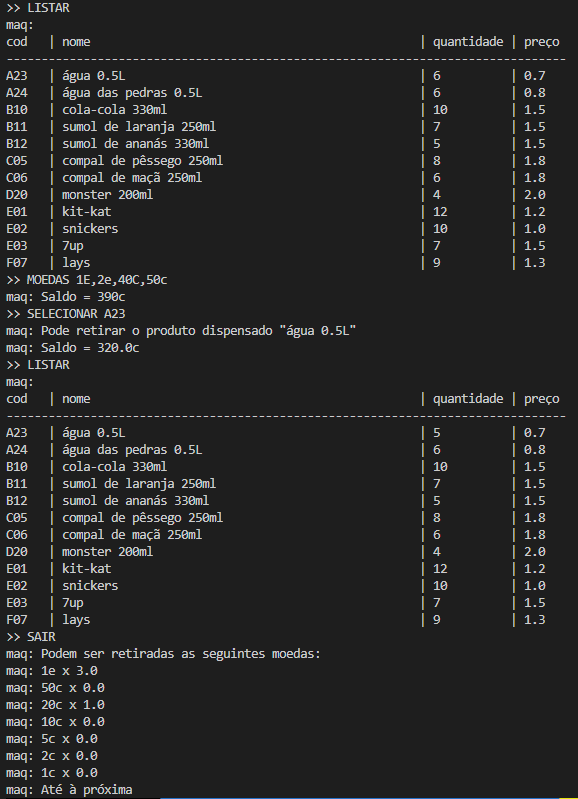 >> LISTAR
maq:
cod | nome | quantidade | preço
--------------------------------------------------------------------------------
A23 | água 0.5L | 6 | 0.7
A24 | água das pedras 0.5L | 6 | 0.8
B10 | cola-cola 330ml | 10 | 1.5
B11 | sumol de laranja 250ml | 7 | 1.5
B12 | sumol de ananás 330ml | 5 | 1.5
C05 | compal de pêssego 250ml | 8 | 1.8
C06 | compal de maçã 250ml | 6 | 1.8
D20 | monster 200ml | 4 | 2.0
E01 | kit-kat | 12 | 1.2
E02 | snickers | 10 | 1.0
E03 | 7up | 7 | 1.5
F07 | lays | 9 | 1.3
>> MOEDAS 1E,2e,40C,50c
maq: Saldo = 390c
>> SELECIONAR A23
maq: Pode retirar o produto dispensado "água 0.5L"
maq: Saldo = 320.0c
>> LISTAR
maq:
cod | nome | quantidade | preço
--------------------------------------------------------------------------------
A23 | água 0.5L | 5 | 0.7
A24 | água das pedras 0.5L | 6 | 0.8
B10 | cola-cola 330ml | 10 | 1.5
B11 | sumol de laranja 250ml | 7 | 1.5
B12 | sumol de ananás 330ml | 5 | 1.5
C05 | compal de pêssego 250ml | 8 | 1.8
C06 | compal de maçã 250ml | 6 | 1.8
D20 | monster 200ml | 4 | 2.0
E01 | kit-kat | 12 | 1.2
E02 | snickers | 10 | 1.0
E03 | 7up | 7 | 1.5
F07 | lays | 9 | 1.3
>> SAIR
maq: Podem ser retiradas as seguintes moedas:
maq: 1e x 3.0
maq: 50c x 0.0
maq: 20c x 1.0
maq: 10c x 0.0
maq: 5c x 0.0
maq: 2c x 0.0
maq: 1c x 0.0
maq: Até à próxima